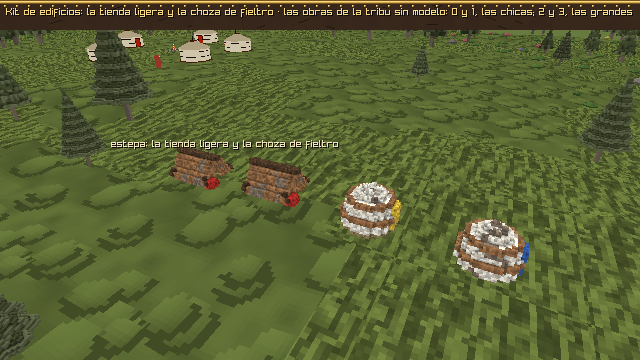 Kit de edificios: la tienda ligera y la choza de fieltro · las obras de la tribu sin modelo: 0 y 1, las chicas; 2 y 3, las grandes
estepa: la tienda ligera y la choza de fieltro